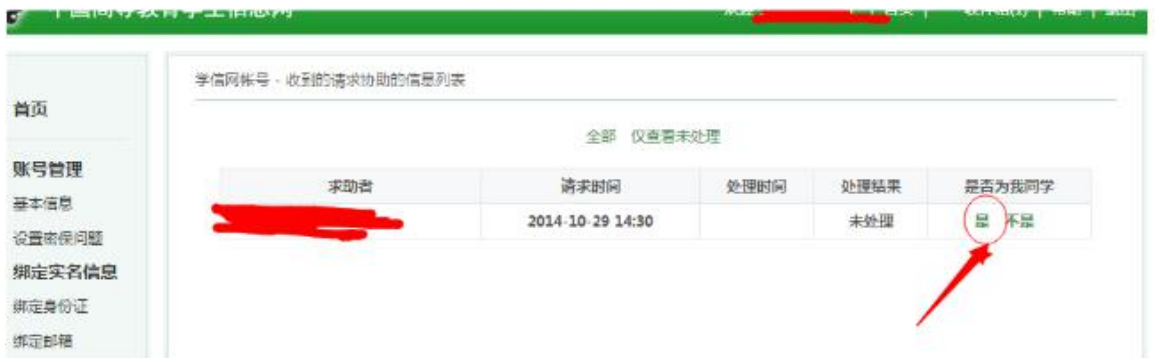 学信网帐号 - 收到的请求协助的信息列表
首页
全部 仅查看未处理
账号管理
求助者 请求时间 处理时间 处理结果 是否为我同学
基本信息
2014-10-29 14:30 未处理 是 不是
设置密保问题
绑定实名信息
绑定身份证
绑定邮箱